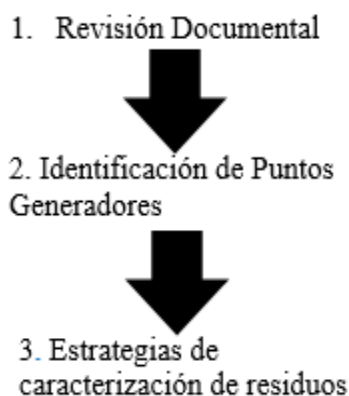 1. Revisión Documental
2. Identificación de Puntos
Generadores
3. Estrategias de
caracterización de residuos